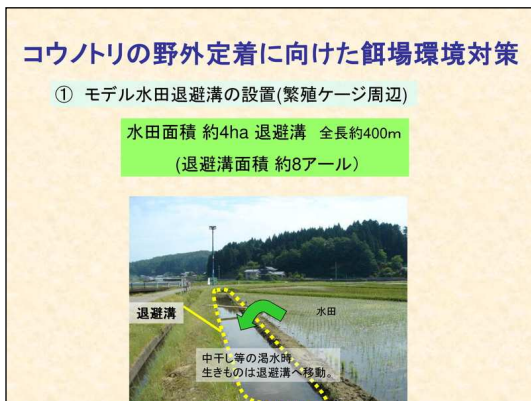 コウノトリの野外定着に向けた餌場環境対策
① モデル水田退避溝の設置(繁殖ケージ周辺)
水田面積 約4ha 退避溝 全長約400m
(退避溝面積 約8アール)
退避溝
水田
中干し等の渇水時
生きものは退避溝へ移動。